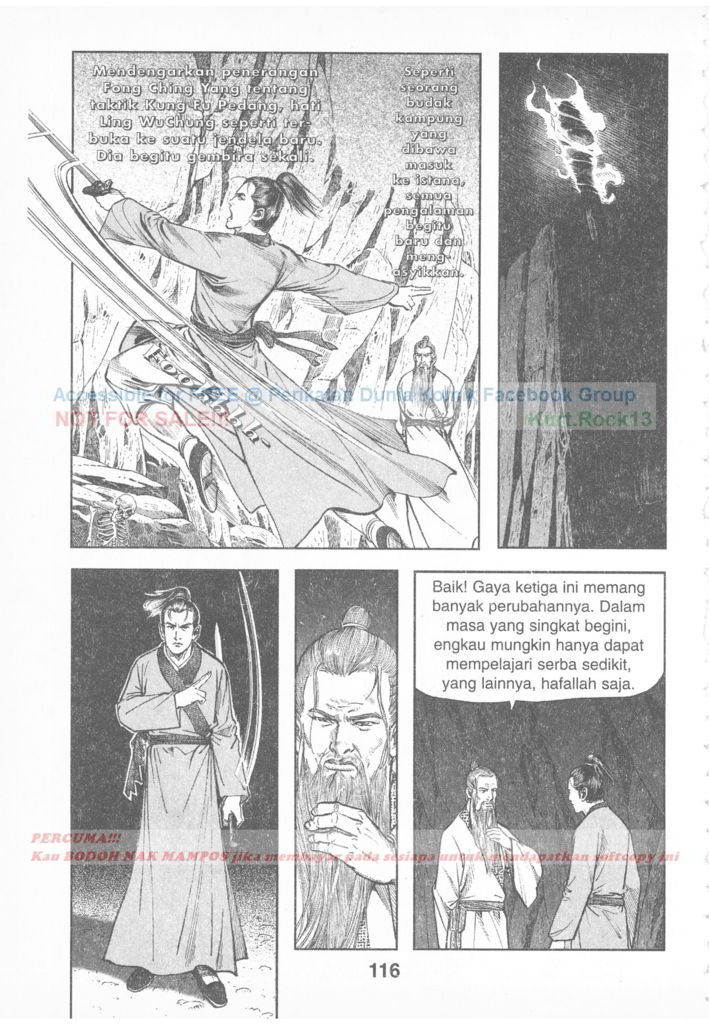 Mendengarkan penerangan
Fong Ching Yang tentang
taktik Kung Fu Pedang, hati
Ling WuChung seperti ter-
buka ke suatu jendela baru.
Dia begitu gembira sekali.
Seperti
seorang
budak
kampung
yang
dibawa
masuk
ke istana,
semua
pengalaman
begitu
baru dan
meng-
asyikkan.
Accessible for FREE @ Penkalan Dunia Komik Facebook Group
NOT FOR SALE!!!
Kurt.Rock13
Baik! Gaya ketiga ini memang
banyak perubahannya. Dalam
masa yang singkat begini,
engkau mungkin hanya dapat
mempelajari serba sedikit,
yang lainnya, hafallah saja.
PERCUMA!!!
Kau BODOH NAK MAMPOS jika membayar pada sesiapa untuk mendapatkan softcopy ini
116